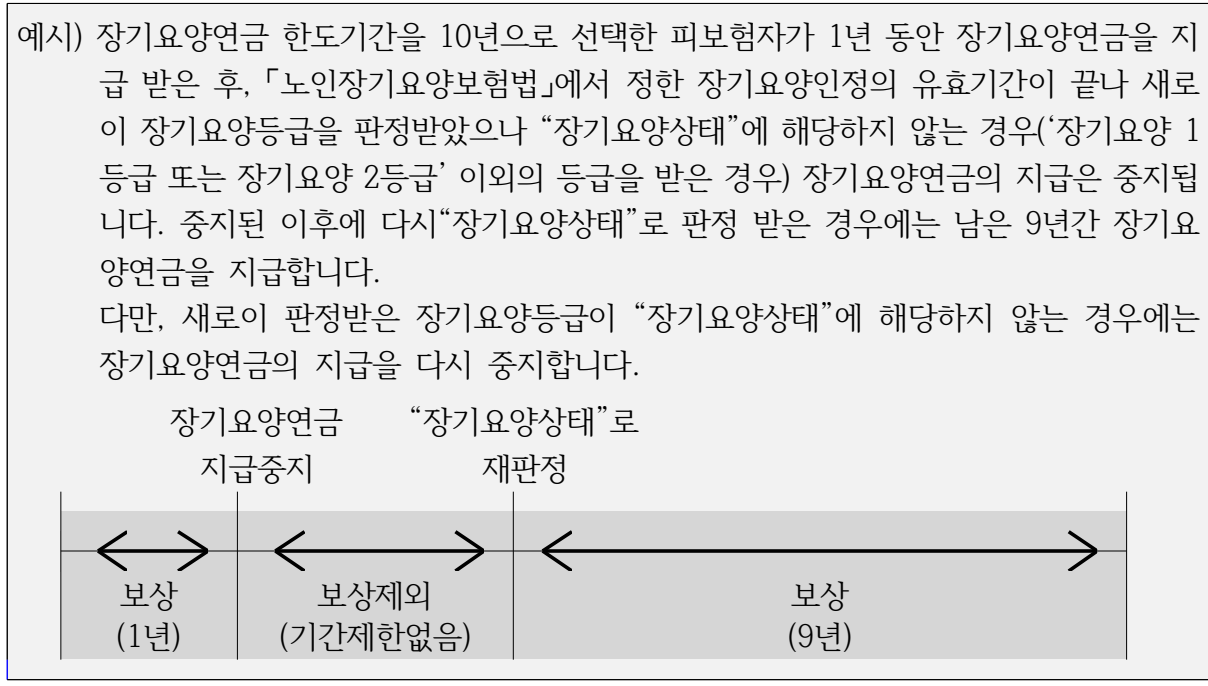 예시) 장기요양연금 한도기간을 10년으로 선택한 피보험자가 1년 동안 장기요양연금을 지
급 받은 후, 「노인장기요양보험법」에서 정한 장기요양인정의 유효기간이 끝나 새로
이 장기요양등급을 판정받았으나 “장기요양상태”에 해당하지 않는 경우(‘장기요양 1
등급 또는 장기요양 2등급’ 이외의 등급을 받은 경우) 장기요양연금의 지급은 중지됩
니다. 중지된 이후에 다시“장기요양상태”로 판정 받은 경우에는 남은 9년간 장기요
양연금을 지급합니다.
다만, 새로이 판정받은 장기요양등급이 “장기요양상태”에 해당하지 않는 경우에는
장기요양연금의 지급을 다시 중지합니다.
장기요양연금 “장기요양상태”로
지급중지 재판정
보상 보상제외 보상
(1년) (기간제한없음) (9년)